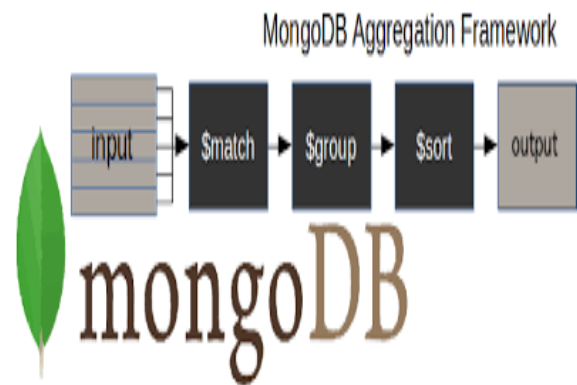 MongoDB Aggregation Framework
input $match $group $sort output
mongoDB